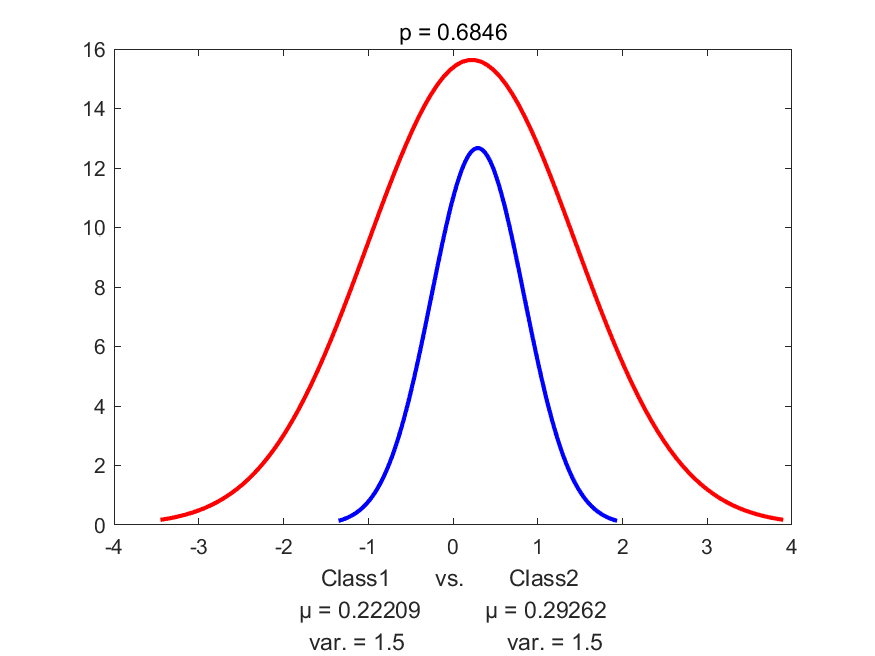 p = 0.6846
16
14
12
10
8
6
4
2
0
-4 -3 -2 -1 0 1 2 3 4
Class1 vs. Class2
μ = 0.22209 μ = 0.29262
var. = 1.5 var. = 1.5